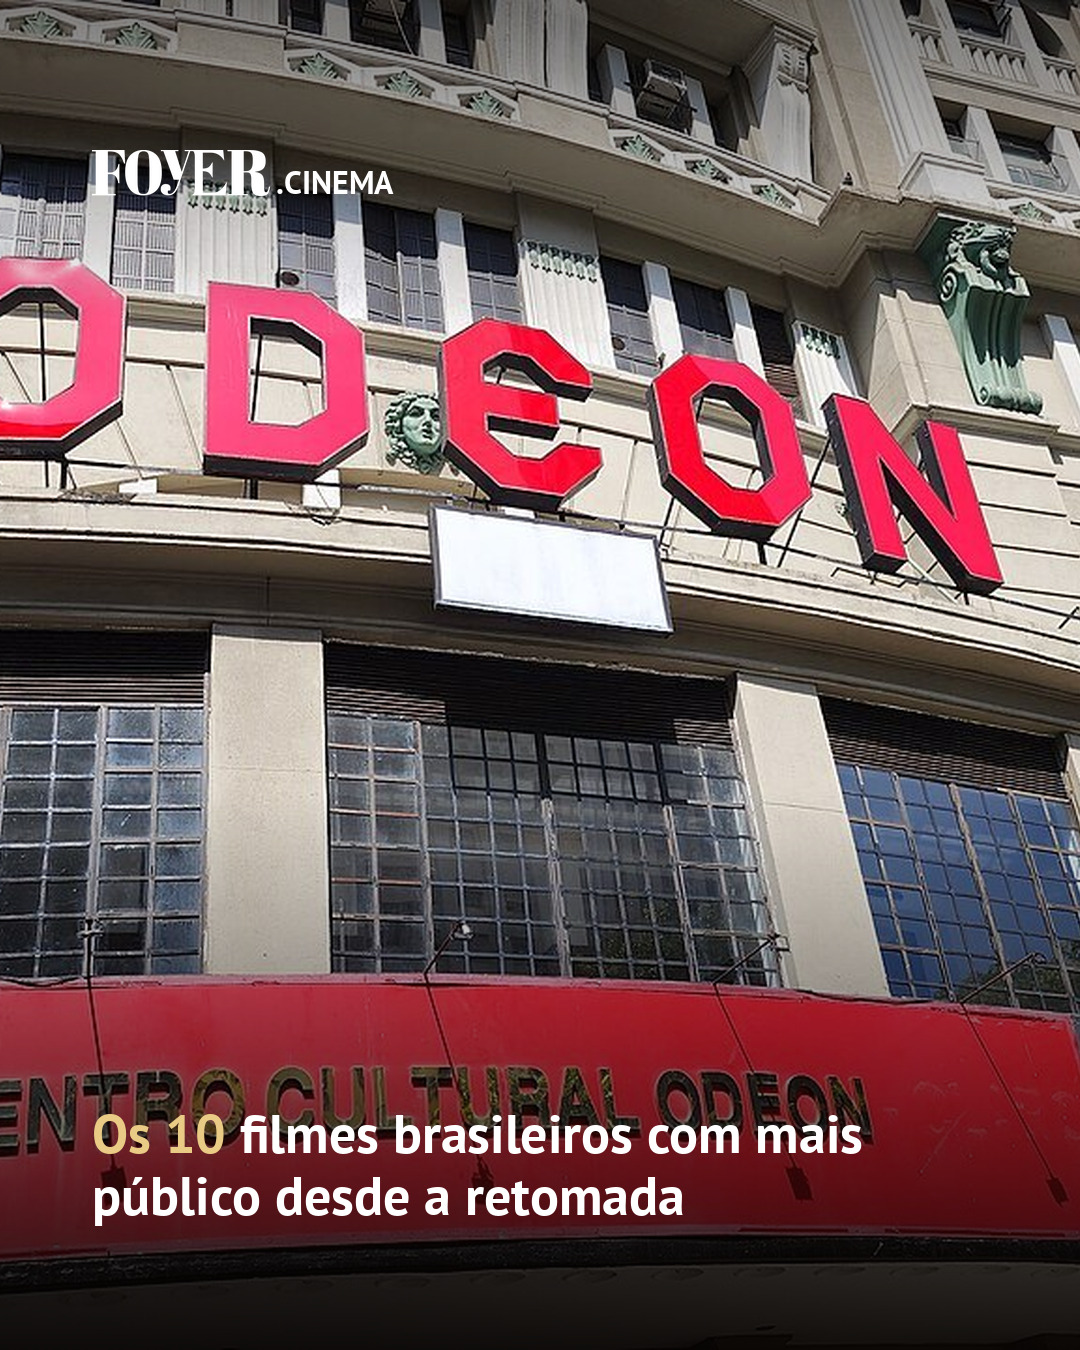 FOYER.CINEMA
ODEON
ENTRO CULTURAL ODEON
Os 10 filmes brasileiros com mais
público desde a retomada